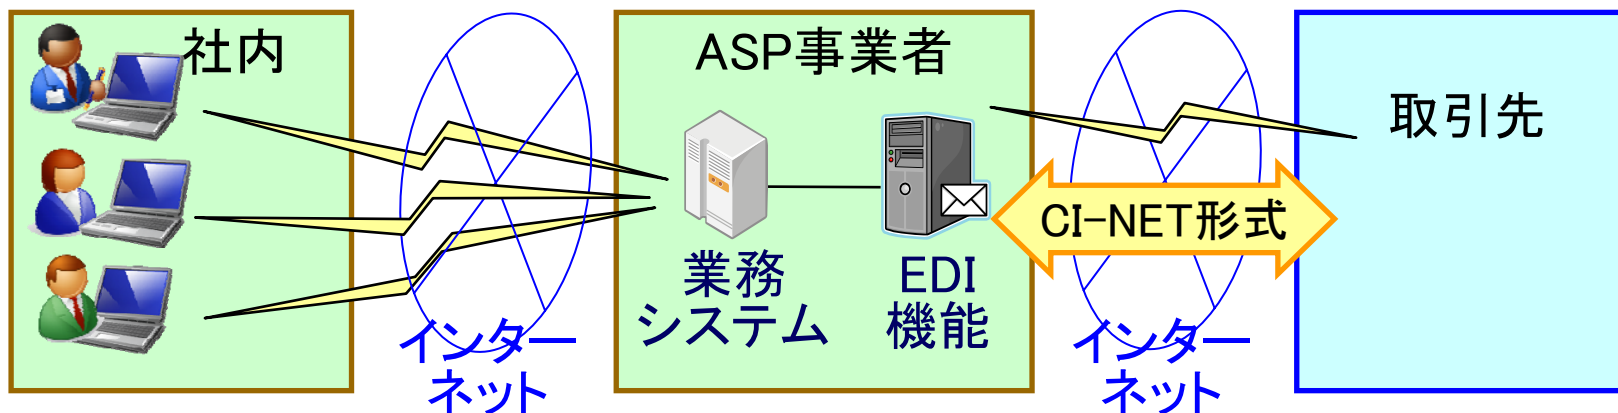 社内
インター
ネット
ASP事業者
業務
システム
EDI
機能
CI-NET形式
インター
ネット
取引先